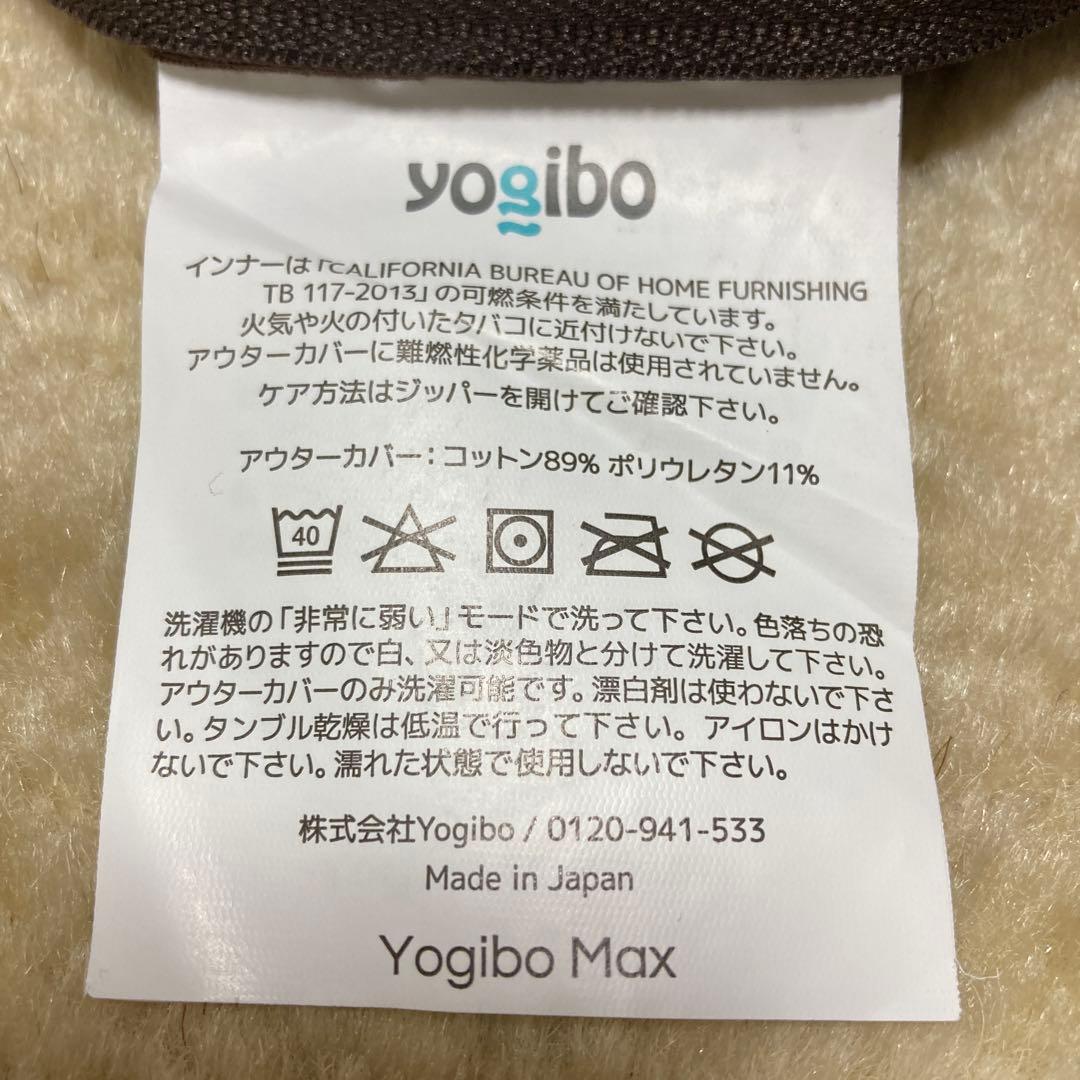 yogibo
インナーは「CALIFORNIA BUREAU OF HOME FURNISHING
TB 117-2013」の可燃条件を満たしています。
火気や火の付いたタバコに近付けないで下さい。
アウターカバーに難燃性化学薬品は使用されていません。
ケア方法はジッパーを開けてご確認下さい。
アウターカバー：コットン89% ポリウレタン11%
40
洗濯機の「非常に弱い」モードで洗って下さい。色落ちの恐
れがありますので白、又は淡色物と分けて洗濯して下さい。
アウターカバーのみ洗濯可能です。漂白剤は使わないで下さ
い。タンブル乾燥は低温で行って下さい。 アイロンはかけ
ないで下さい。濡れた状態で使用しないで下さい。
株式会社Yogibo / 0120-941-533
Made in Japan
Yogibo Max